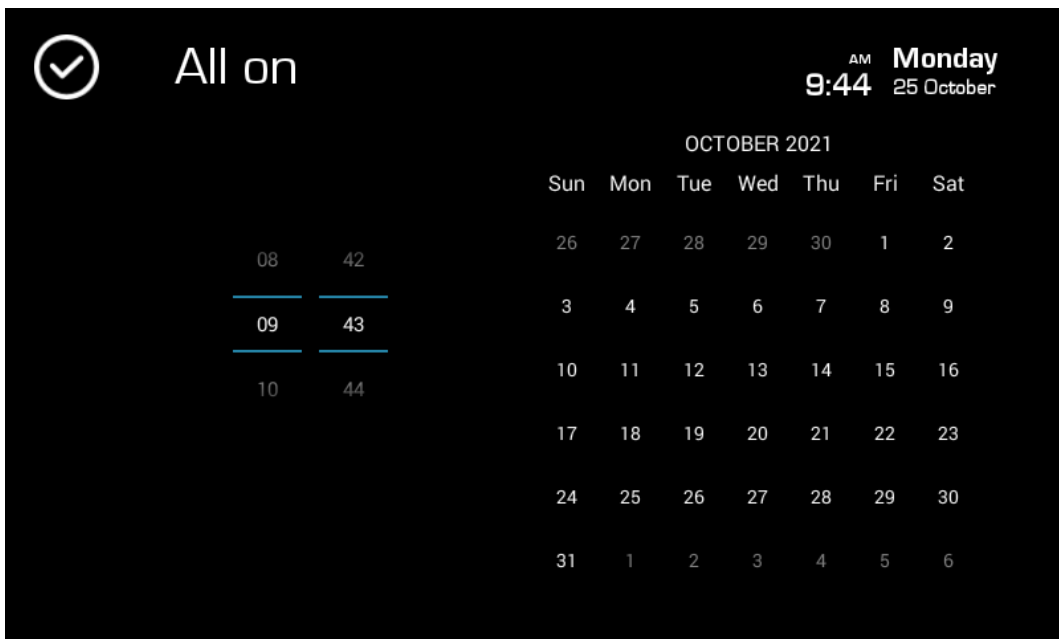 All on
AM
9:44
Monday
25 October
08 42
09 43
10 44
OCTOBER 2021
Sun Mon Tue Wed Thu Fri Sat
26 27 28 29 30 1 2
3 4 5 6 7 8 9
10 11 12 13 14 15 16
17 18 19 20 21 22 23
24 25 26 27 28 29 30
31 1 2 3 4 5 6